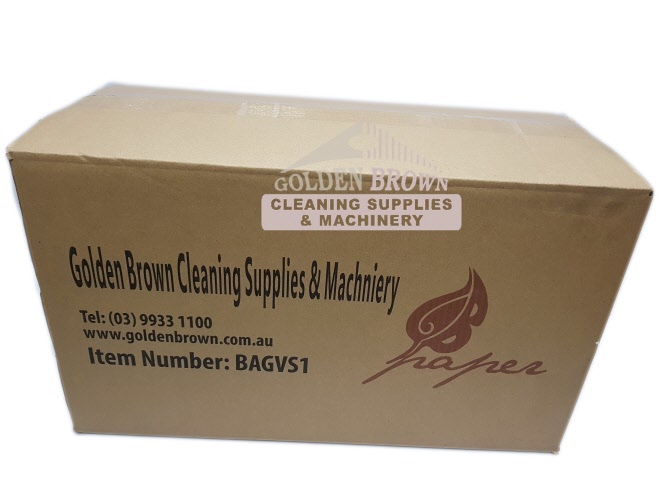 GOLDEN BROWN
CLEANING SUPPLIES
& MACHINERY
Golden Brown Cleaning Supplies & Machniery
Tel: (03) 9933 1100
www.goldenbrown.com.au
Item Number: BAGVS1
B
paper